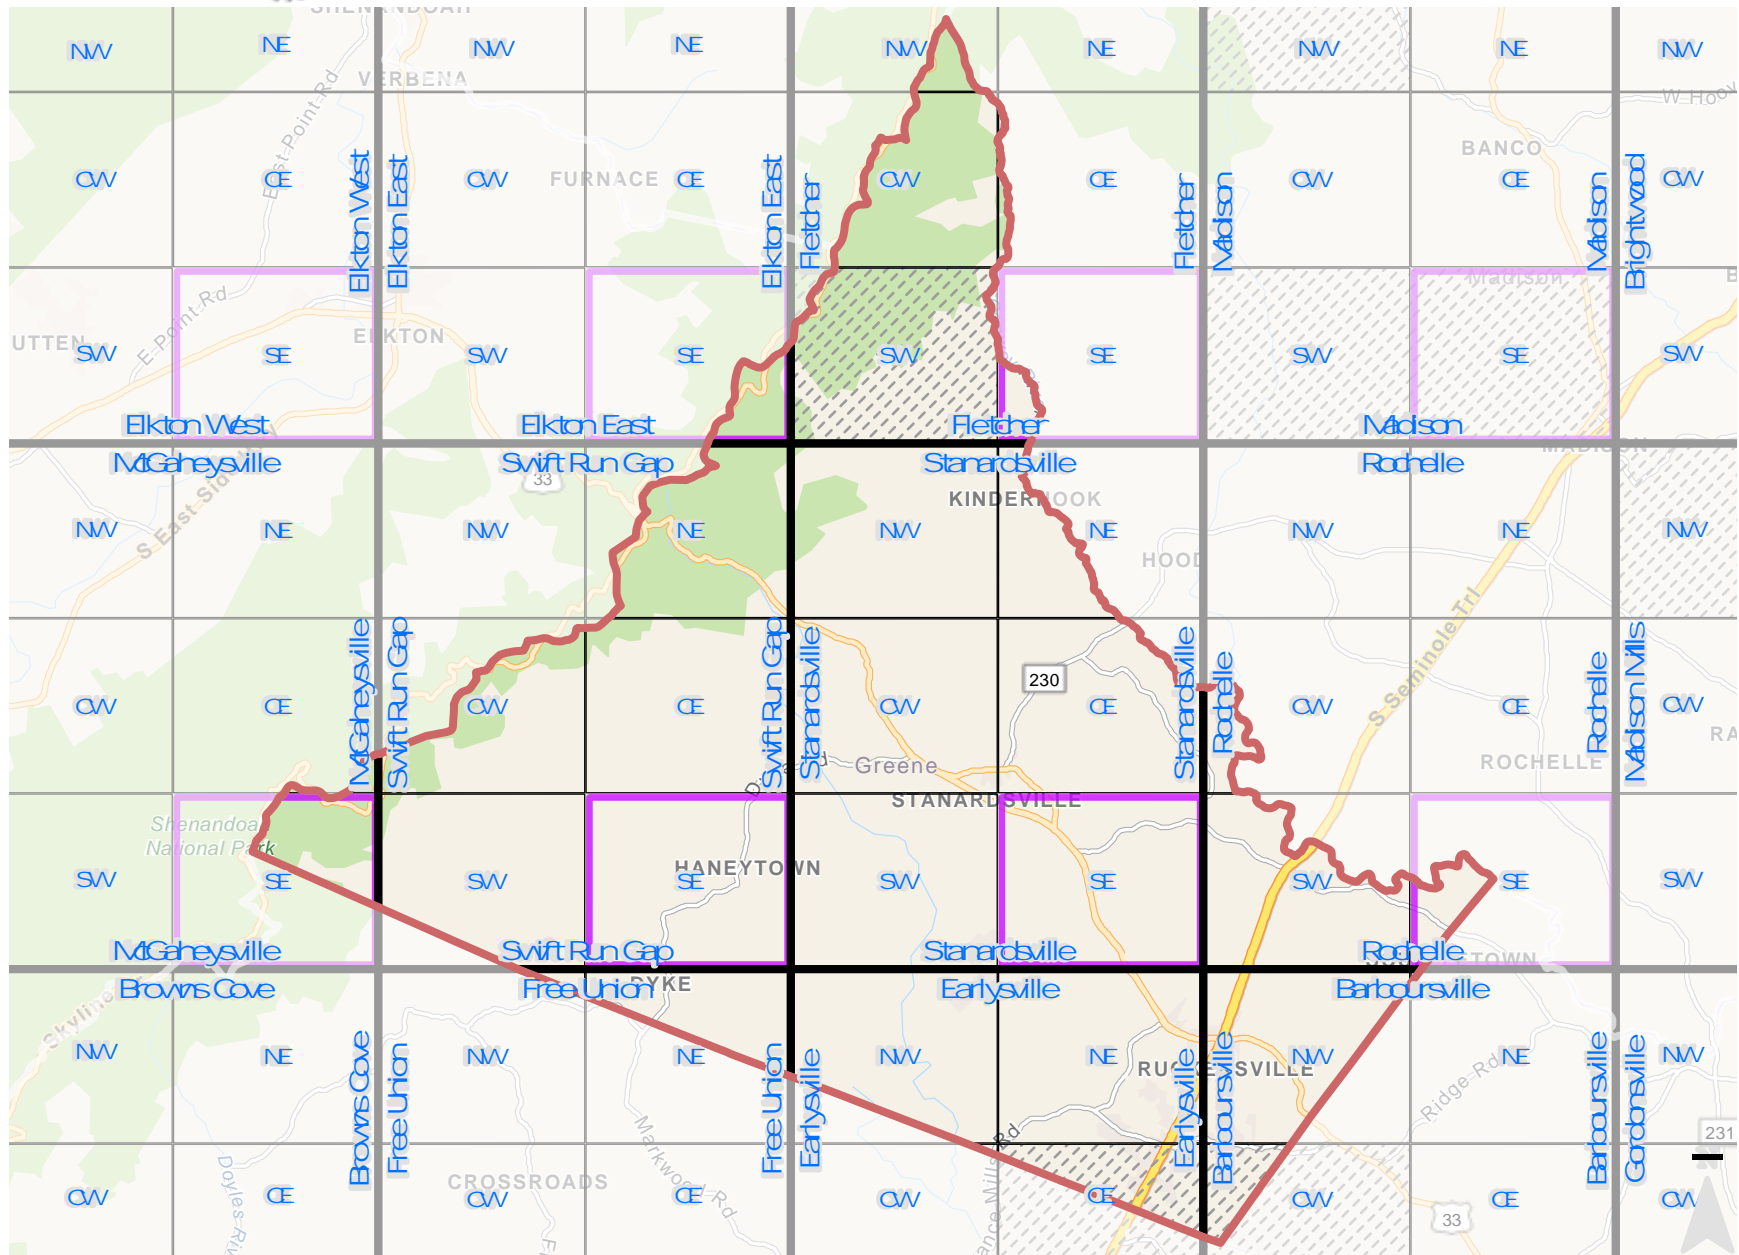 SHENANDOAH
NW NE NW NE NW NE NW NE NW
VERBENA
East Point Rd
W Hoov
BANCO
CW CE CW FURNACE CE CW CE CW CE CW
Elkton West
Elkton East
Elkton East
Fletcher
Fletcher
Madison
Madison
Brightwood
Madison
E Point Rd
UTTEN ELKTON
SW SE SW SE SW SE SW SE SW
Elkton West Elkton East Fletcher Madison
MADISON
McGaheysville Swift Run Gap Stanardsville Rochelle
33
S East Side
KINDERHOOK
NW NE NW NE NW NE NW NE NW
HOOD
S Seminole Trl
McGaheysville
Swift Run Gap
Swift Run Gap
Stanardsville
Stanardsville
Rochelle
Rochelle
Madison Mills
230
CW CE CW CE CW CE CW CE CW
RA
Greene ROCHELLE
STANARDSVILLE
Shenandoah
National Park
HANEYTOWN
SW SE SW SE SW SE SW SE SW
McGaheysville Swift Run Gap Stanardsville Rochelle
Browns Cove Free Union DYKE Earlysville Barboursville
Skyline
NW NE NW NE NW NE NW NE NW
RUCKERSVILLE
Ridge Rd
Browns Cove
Free Union
Free Union
Earlysville
Earlysville
Barboursville
Barboursville
Gordonsville
Markwood Rd
231
Doyles Riv
CROSSROADS
CW CE CW CE CW CE CW CE CW
33